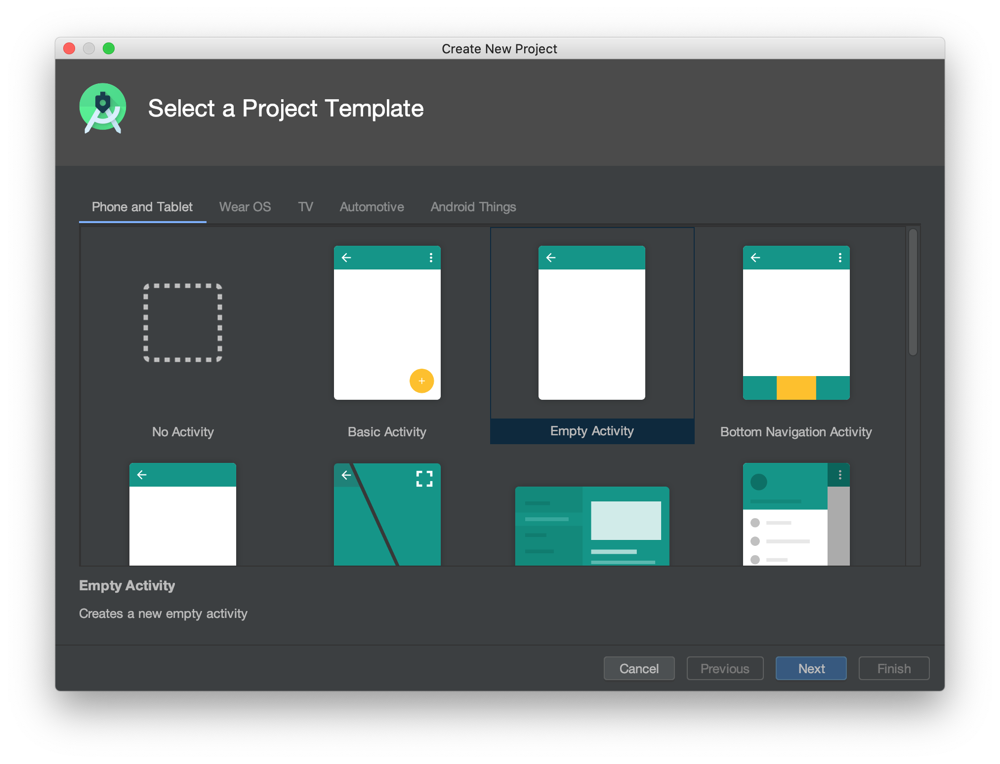 Create New Project
Select a Project Template
Phone and Tablet Wear OS TV Automotive Android Things
No Activity Basic Activity Empty Activity Bottom Navigation Activity
Empty Activity
Creates a new empty activity
Cancel Previous Next Finish